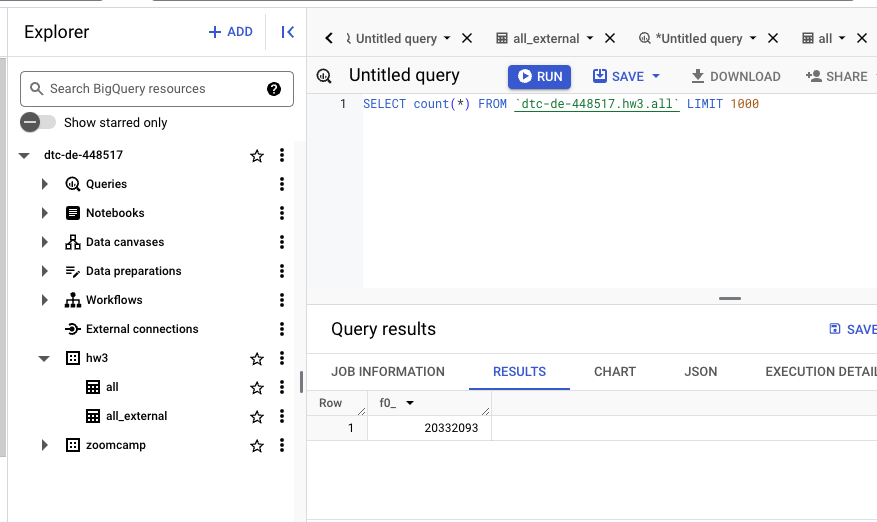 Explorer
+ ADD
Search BigQuery resources
Show starred only
dtc-de-448517
Queries
Notebooks
Data canvases
Data preparations
Workflows
External connections
hw3
all
all_external
zoomcamp
Untitled query
all_external
*Untitled query
all
Untitled query
RUN
SAVE
DOWNLOAD
SHARE
1 SELECT count(*) FROM `dtc-de-448517.hw3.all` LIMIT 1000
Query results
SAVE
JOB INFORMATION
RESULTS
CHART
JSON
EXECUTION DETAIL
Row
f0_
1
20332093